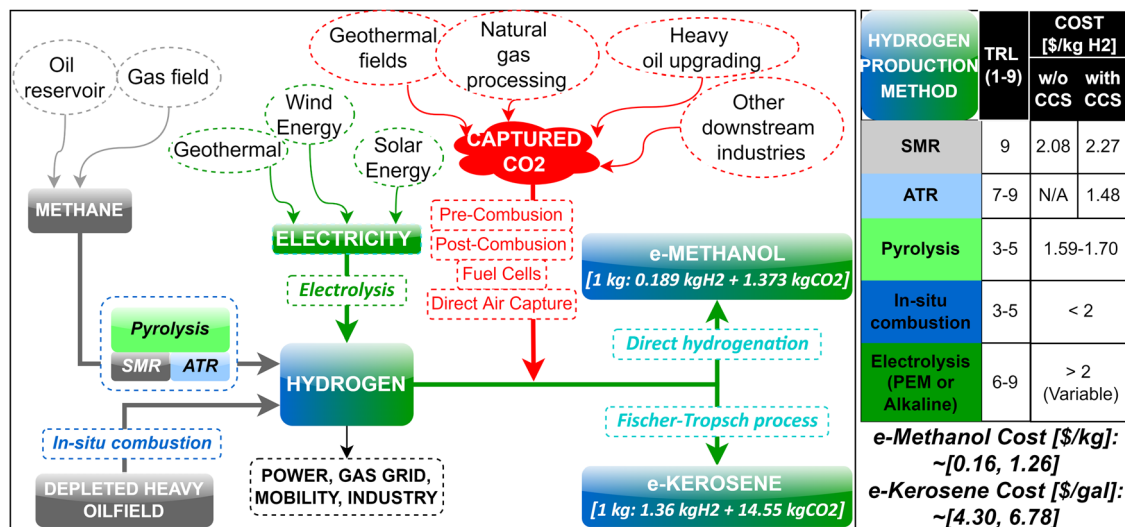 Oil
reservoir
Gas field
METHANE
Geothermal
Wind
Energy
Solar
Energy
ELECTRICITY
Electrolysis
Geothermal
fields
Natural
gas
processing
Heavy
oil upgrading
Other
downstream
industries
CAPTURED
CO2
Pre-Combusion
Post-Combusion
Fuel Cells
Direct Air Capture
Pyrolysis
SMR
ATR
HYDROGEN
In-situ combustion
DEPLETED HEAVY
OILFIELD
POWER, GAS GRID,
MOBILITY, INDUSTRY
e-METHANOL
[1 kg: 0.189 kgH2 + 1.373 kgCO2]
Direct hydrogenation
Fischer-Tropsch process
e-KEROSENE
[1 kg: 1.36 kgH2 + 14.55 kgCO2]
HYDROGEN
PRODUCTION
METHOD
TRL
(1-9)
COST
[$/kg H2]
w/o
CCS
with
CCS
SMR 9 2.08 2.27
ATR 7-9 N/A 1.48
Pyrolysis 3-5 1.59-1.70
In-situ
combustion
3-5 < 2
Electrolysis
(PEM or
Alkaline)
6-9
> 2
(Variable)
e-Methanol Cost [$/kg]:
~[0.16, 1.26]
e-Kerosene Cost [$/gal]:
~[4.30, 6.78]